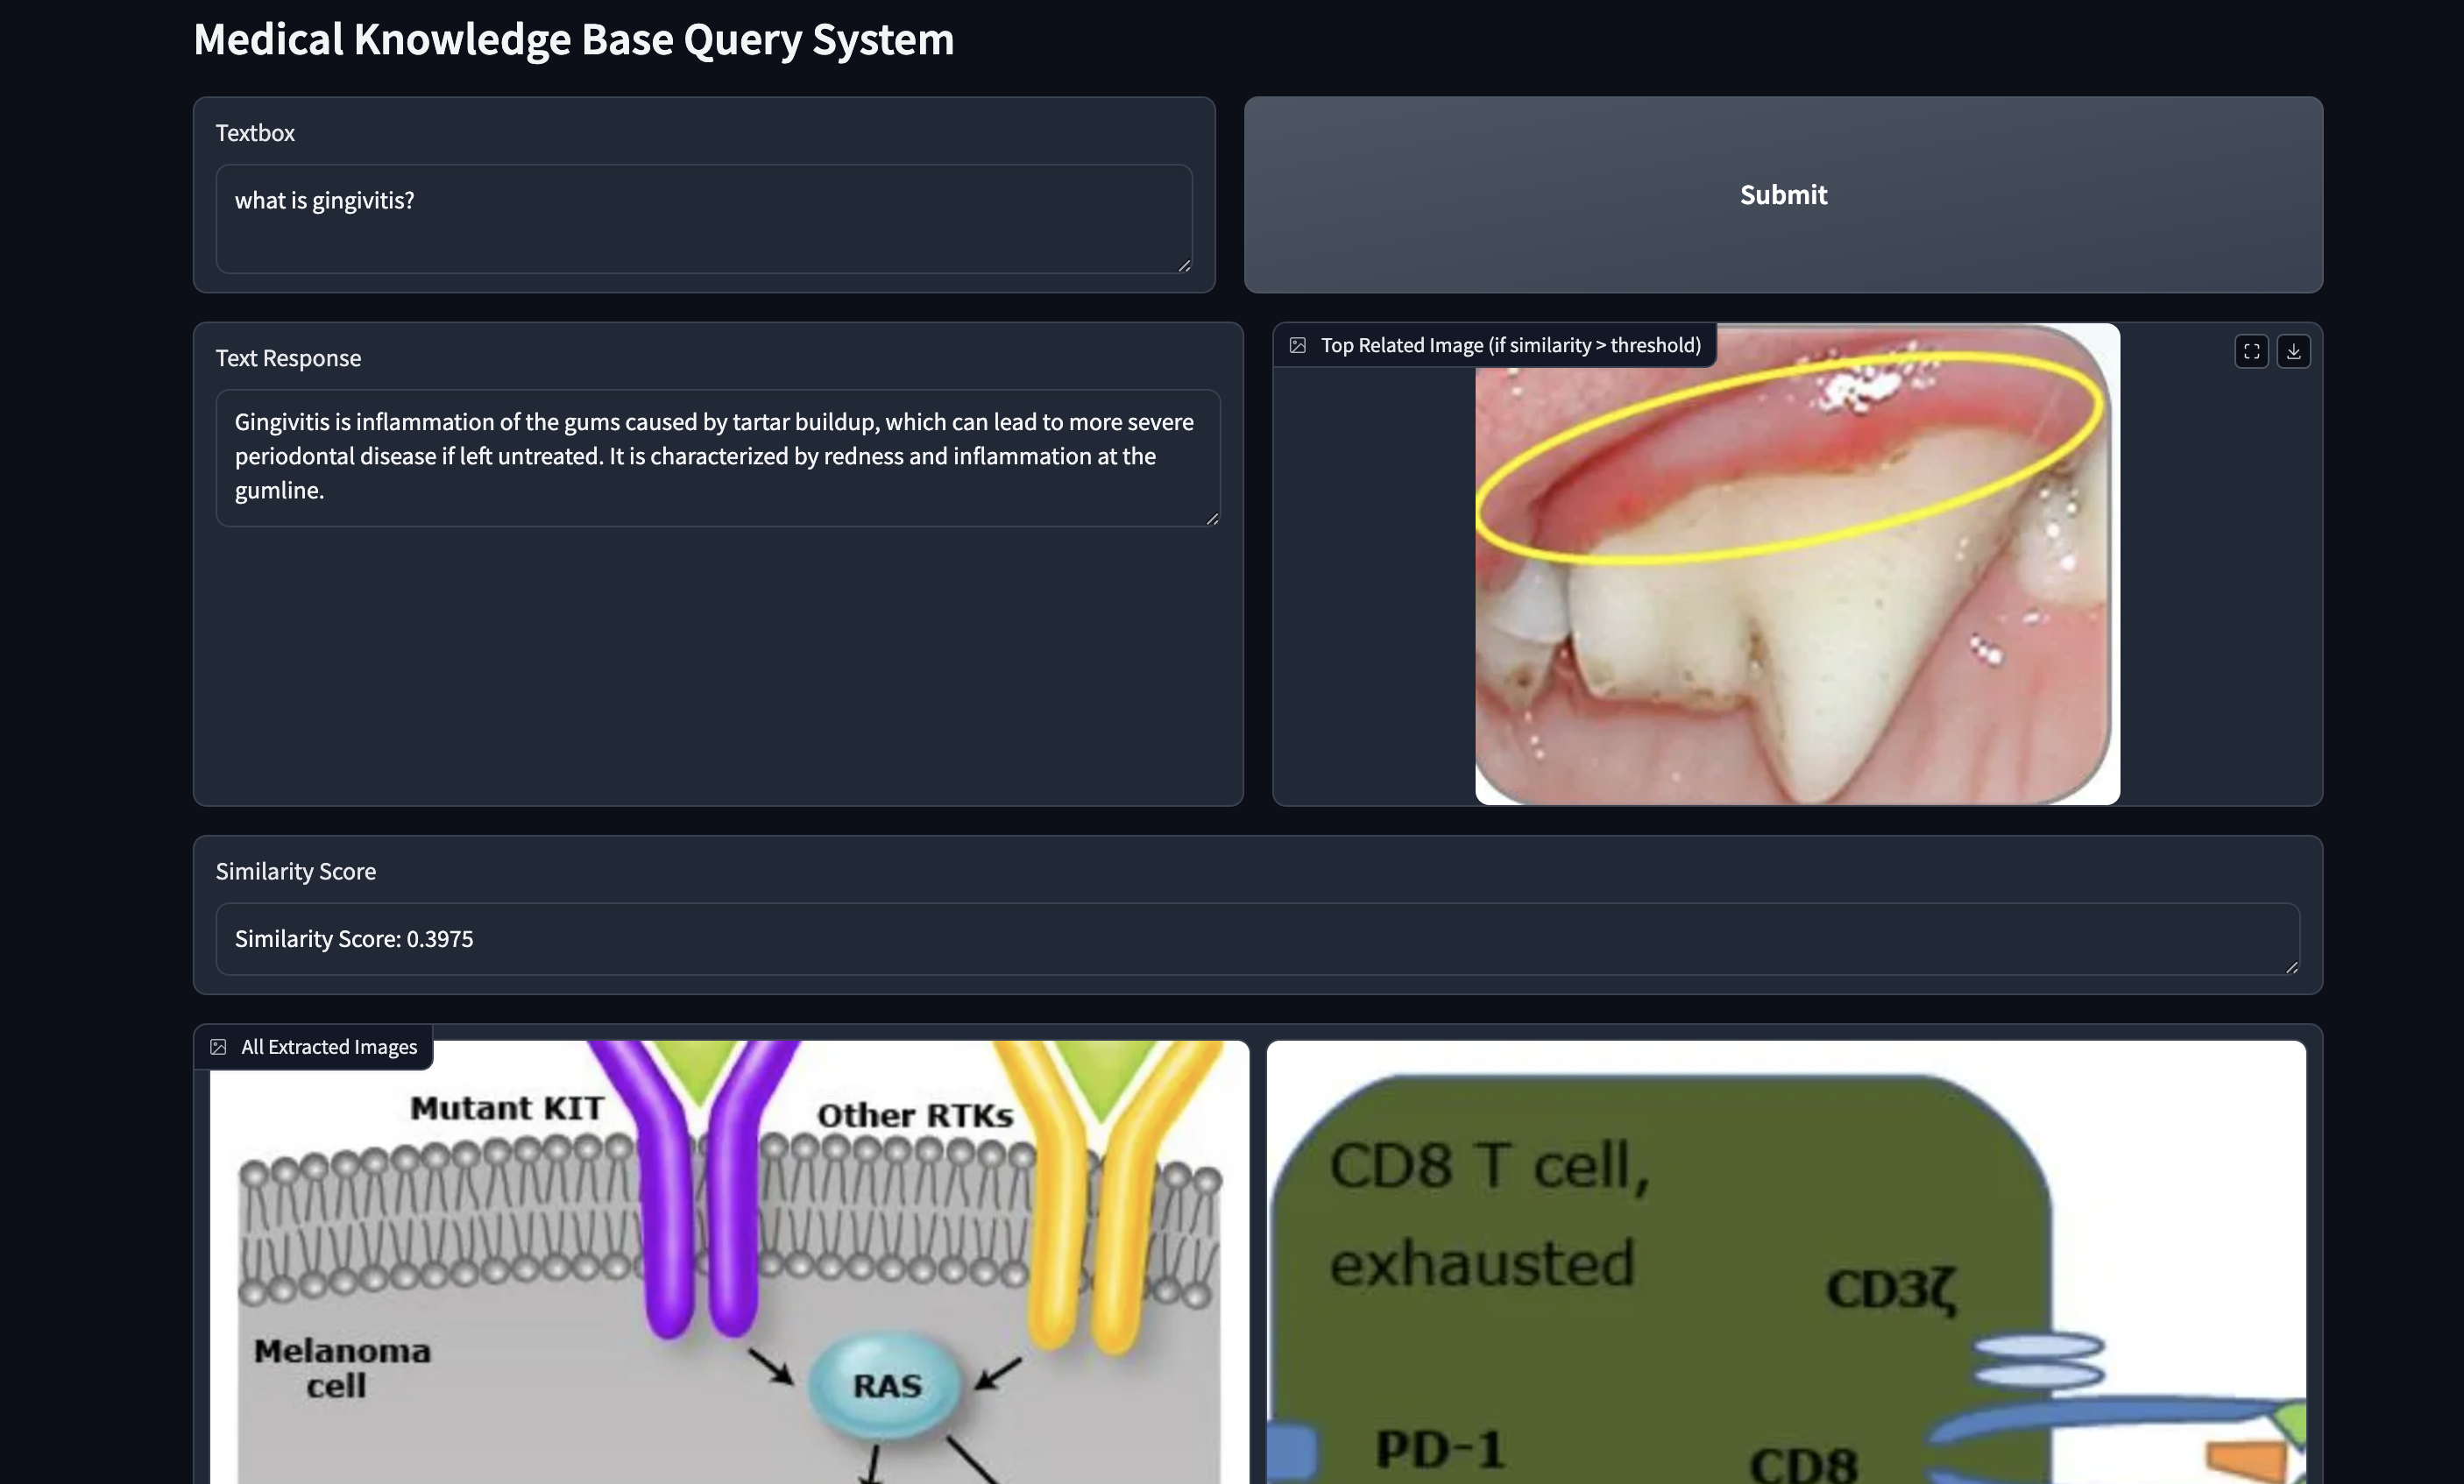 Medical Knowledge Base Query System
Textbox
what is gingivitis?
Submit
Text Response
Gingivitis is inflammation of the gums caused by tartar buildup, which can lead to more severe
periodontal disease if left untreated. It is characterized by redness and inflammation at the
gumline.
Top Related Image (if similarity > threshold)
Similarity Score
Similarity Score: 0.3975
All Extracted Images
Mutant KIT
Other RTKs
Melanoma
cell
RAS
CD8 T cell,
exhausted
CD3ζ
PD-1
CD8